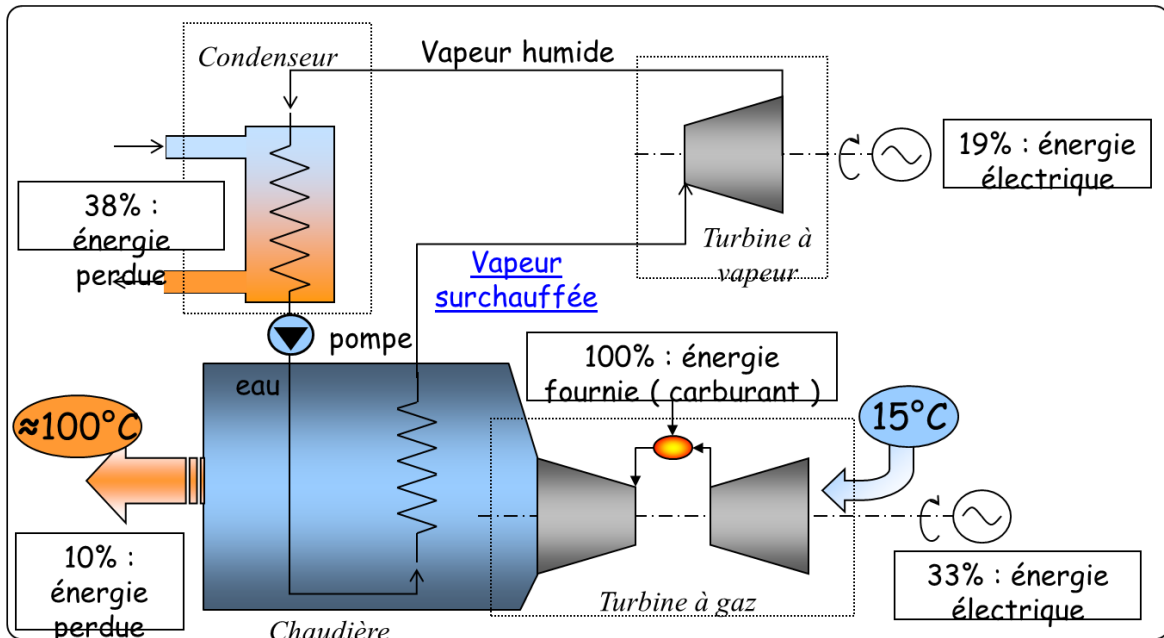 Condenseur
Vapeur humide
38% :
énergie
perdue
19% : énergie
électrique
Turbine à
vapeur
Vapeur
surchauffée
pompe
100% : énergie
fournie ( carburant )
eau
≈100°C
15°C
10% :
énergie
perdue
Turbine à gaz
33% : énergie
électrique
Chaudière